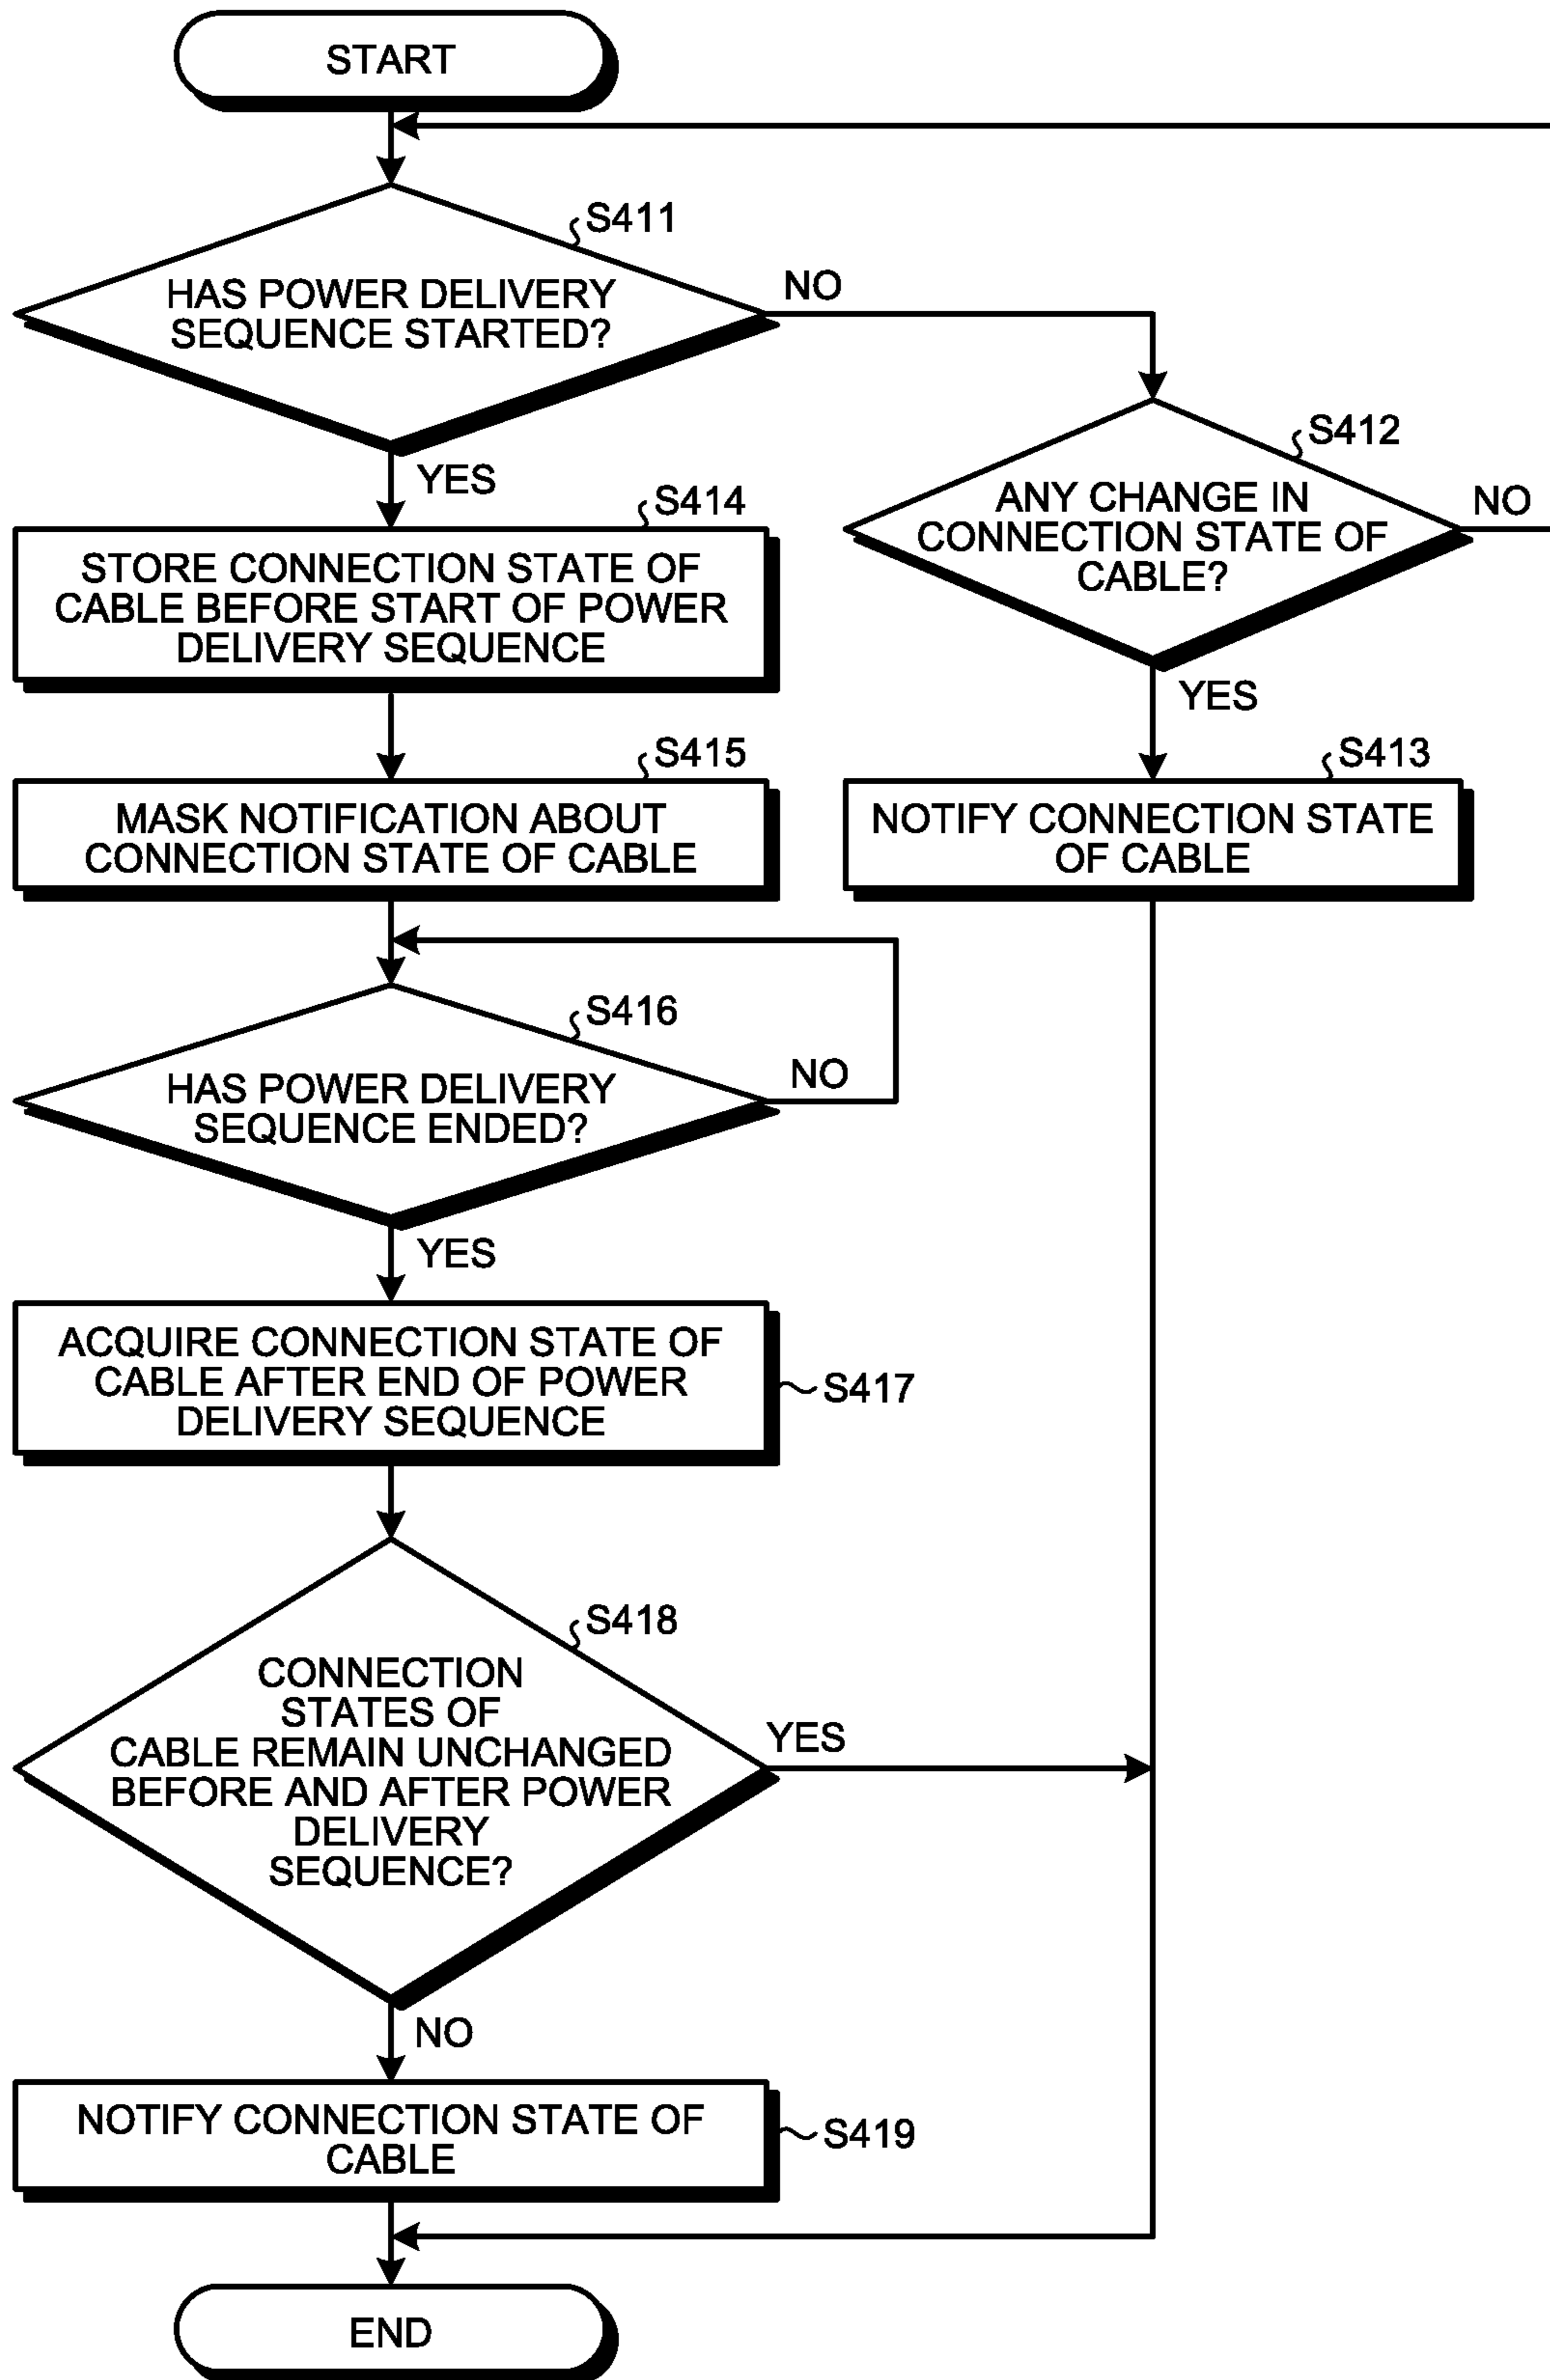 START
S411
HAS POWER DELIVERY
SEQUENCE STARTED?
NO
YES
S412
ANY CHANGE IN
CONNECTION STATE OF
CABLE?
NO
YES
S413
NOTIFY CONNECTION STATE
OF CABLE
S414
STORE CONNECTION STATE OF
CABLE BEFORE START OF POWER
DELIVERY SEQUENCE
S415
MASK NOTIFICATION ABOUT
CONNECTION STATE OF CABLE
S416
HAS POWER DELIVERY
SEQUENCE ENDED?
NO
YES
ACQUIRE CONNECTION STATE OF
CABLE AFTER END OF POWER
DELIVERY SEQUENCE
S417
S418
CONNECTION
STATES OF
CABLE REMAIN UNCHANGED
BEFORE AND AFTER POWER
DELIVERY
SEQUENCE?
YES
NO
NOTIFY CONNECTION STATE OF
CABLE
S419
END